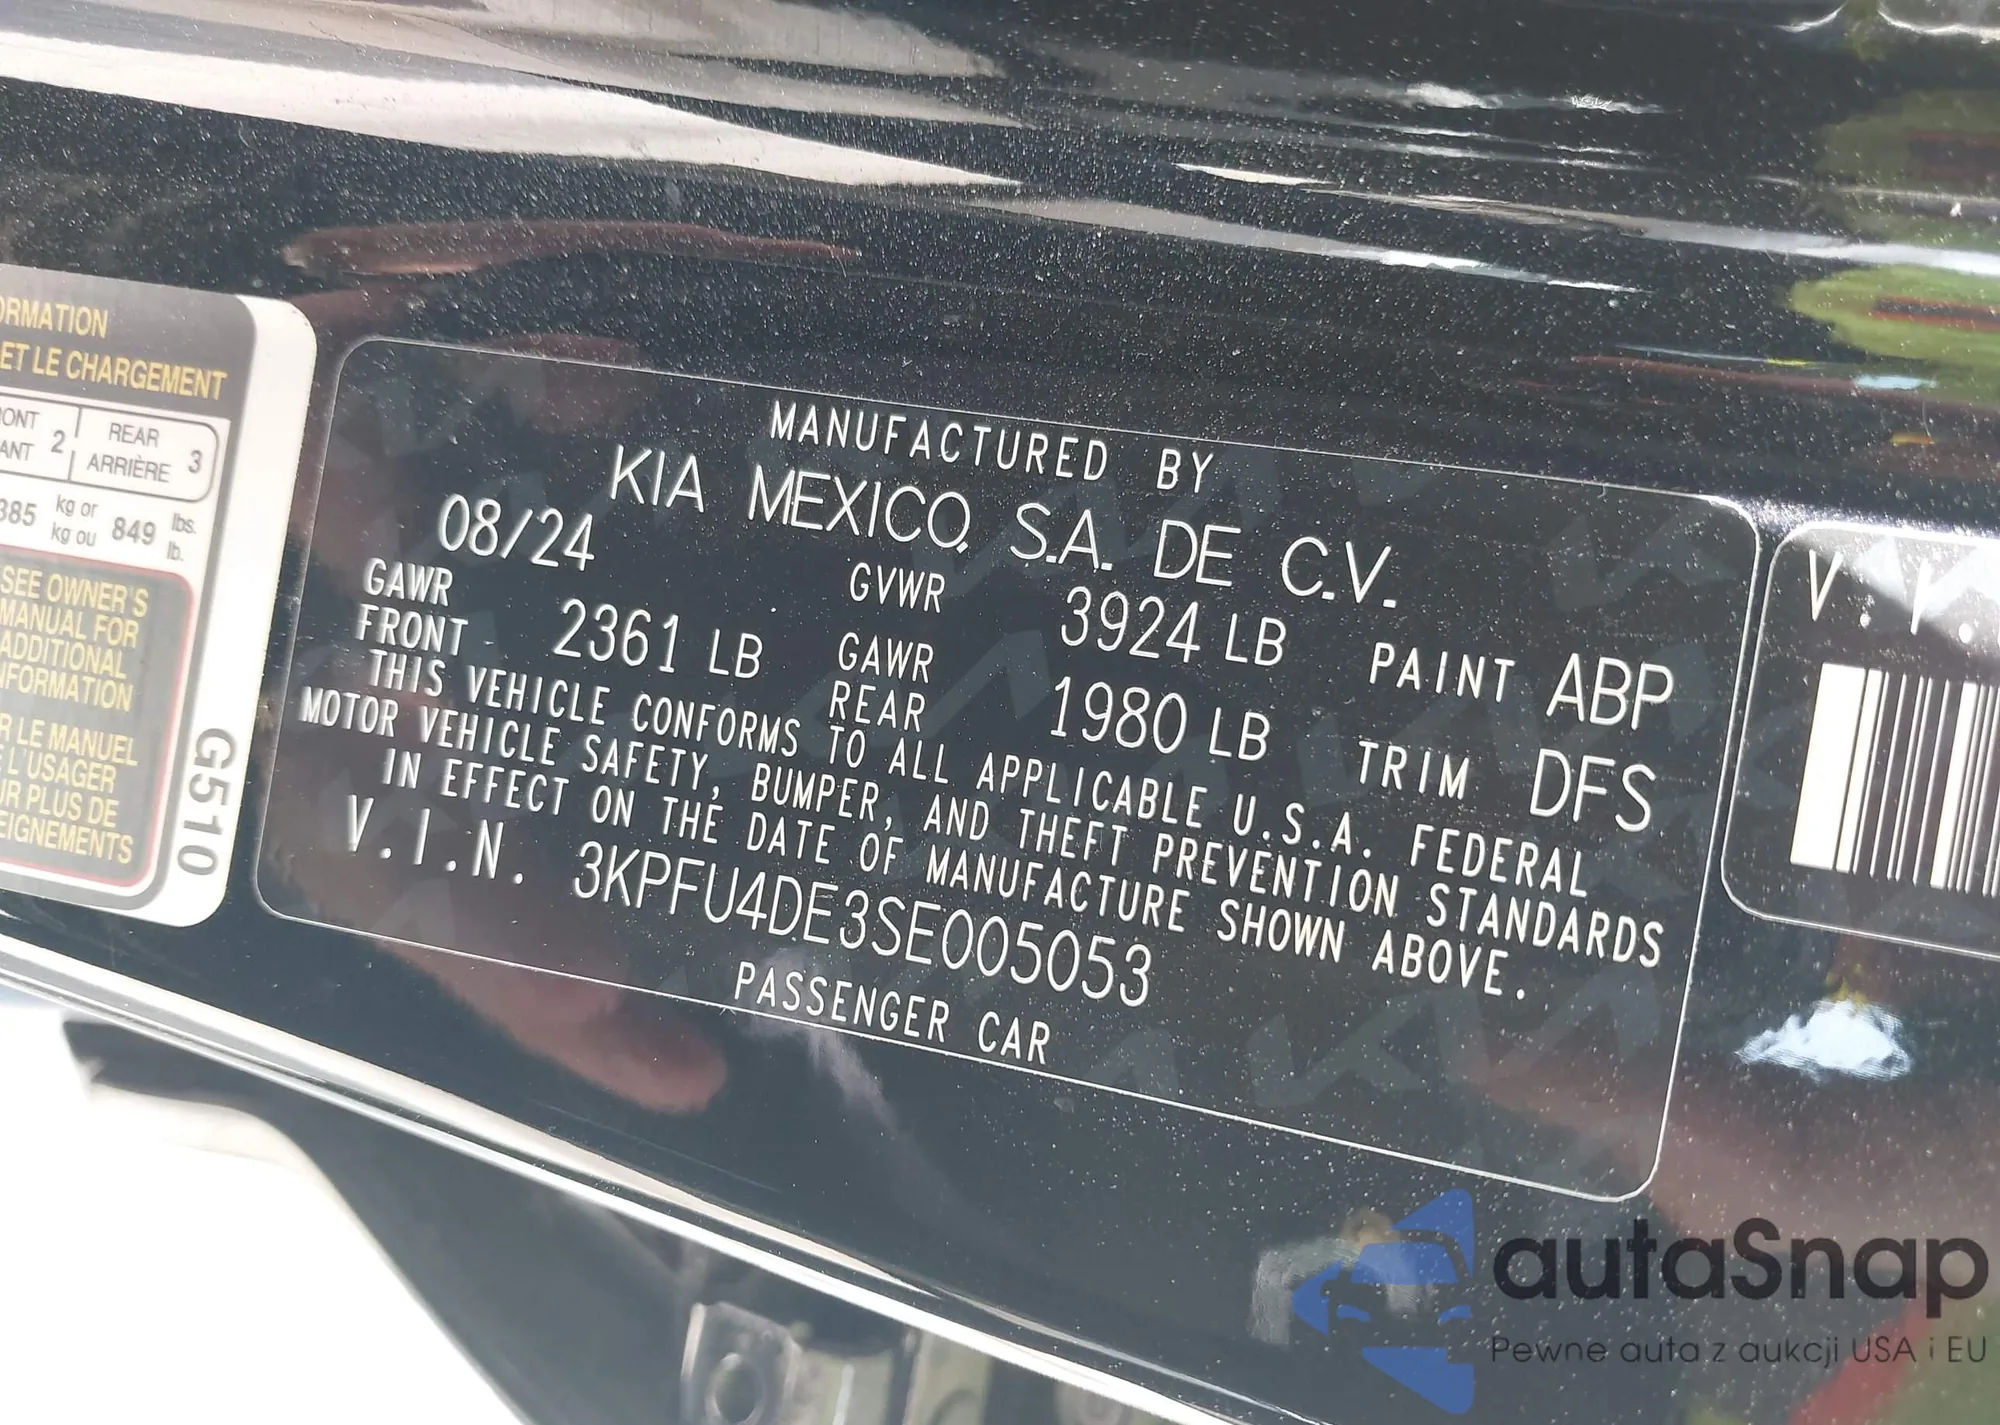 ORMATION
ET LE CHARGEMENT
2
REAR
ARRIÈRE 3
385 kg or
kg ou 849 lbs.
lb.
SEE OWNER'S
MANUAL FOR
ADDITIONAL
NFORMATION
R LE MANUEL
L'USAGER
UR PLUS DE
EIGNEMENTS
G510
MANUFACTURED BY
KIA MEXICO, S.A. DE C.V.
08/24 GVWR 3924 LB PAINT ABP
GAWR
FRONT 2361 LB GAWR
REAR 1980 LB TRIM DFS
THIS VEHICLE CONFORMS TO ALL APPLICABLE U.S.A. FEDERAL
MOTOR VEHICLE SAFETY, BUMPER, AND THEFT PREVENTION STANDARDS
IN EFFECT ON THE DATE OF MANUFACTURE SHOWN ABOVE.
V.I.N. 3KPFU4DE3SE005053
PASSENGER CAR
V.I.
autaSnap
Pewne auta z aukcji USA i EU